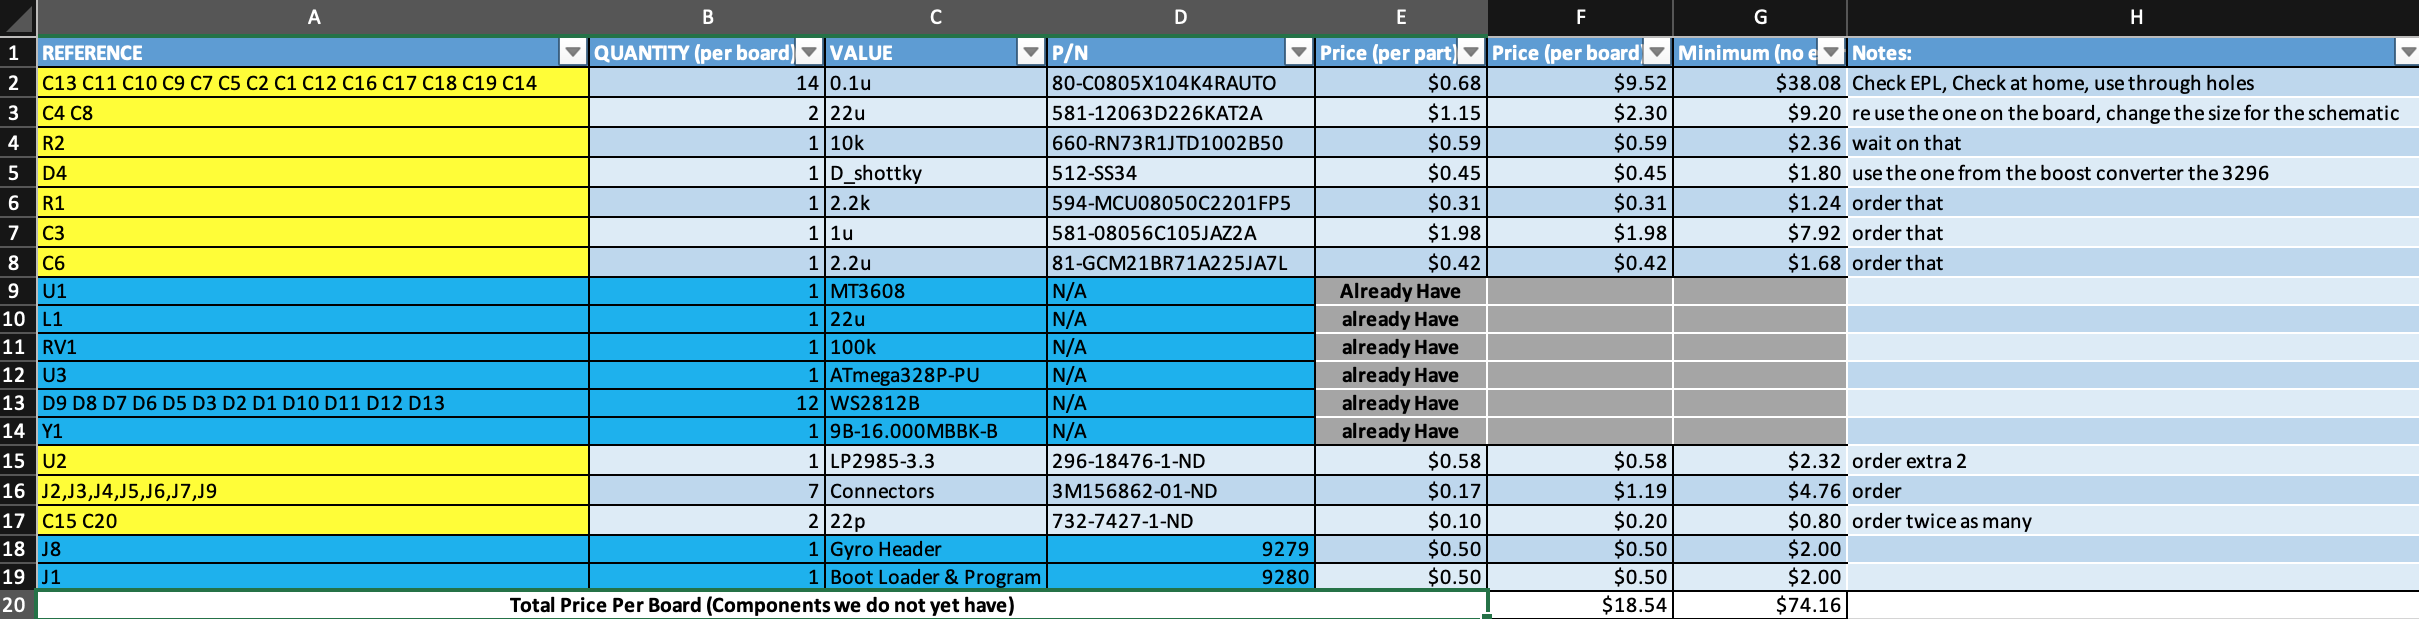 A B C D E F G H
1 REFERENCE QUANTITY (per board) VALUE P/N Price (per part) Price (per board) Minimum (no e Notes:
2 C13 C11 C10 C9 C7 C5 C2 C1 C12 C16 C17 C18 C19 C14 14 0.1u 80-C0805X104K4RAUTO $0.68 $9.52 $38.08 Check EPL, Check at home, use through holes
3 C4 C8 2 22u 581-12063D226KAT2A $1.15 $2.30 $9.20 re use the one on the board, change the size for the schematic
4 R2 1 10k 660-RN73R1JTD1002B50 $0.59 $0.59 $2.36 wait on that
5 D4 1 D_shottky 512-SS34 $0.45 $0.45 $1.80 use the one from the boost converter the 3296
6 R1 1 2.2k 594-MCU08050C2201FP5 $0.31 $0.31 $1.24 order that
7 C3 1 1u 581-08056C105JAZ2A $1.98 $1.98 $7.92 order that
8 C6 1 2.2u 81-GCM21BR71A225JA7L $0.42 $0.42 $1.68 order that
9 U1 1 MT3608 N/A Already Have
10 L1 1 22u N/A already Have
11 RV1 1 100k N/A already Have
12 U3 1 ATmega328P-PU N/A already Have
13 D9 D8 D7 D6 D5 D3 D2 D1 D10 D11 D12 D13 12 WS2812B N/A already Have
14 Y1 1 9B-16.000MBBK-B N/A already Have
15 U2 1 LP2985-3.3 296-18476-1-ND $0.58 $0.58 $2.32 order extra 2
16 J2,J3,J4,J5,J6,J7,J9 7 Connectors 3M156862-01-ND $0.17 $1.19 $4.76 order
17 C15 C20 2 22p 732-7427-1-ND $0.10 $0.20 $0.80 order twice as many
18 J8 1 Gyro Header 9279 $0.50 $0.50 $2.00
19 J1 1 Boot Loader & Program 9280 $0.50 $0.50 $2.00
20 Total Price Per Board (Components we do not yet have) $18.54 $74.16